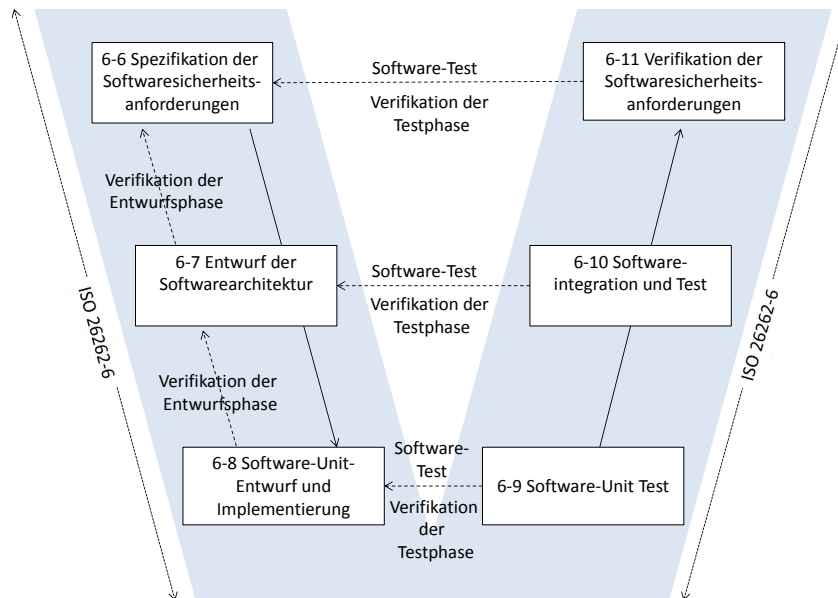 6-6 Spezifikation der
Softwaresicherheits-
anforderungen
Software-Test
Verifikation der
Testphase
6-11 Verifikation der
Softwaresicherheits-
anforderungen
Verifikation der
Entwurfsphase
6-7 Entwurf der
Softwarearchitektur
Software-Test
Verifikation der
Testphase
6-10 Software-
integration und Test
ISO 26262-6
ISO 26262-6
Verifikation der
Entwurfsphase
6-8 Software-Unit-
Entwurf und
Implementierung
Software-
Test
Verifikation
der
Testphase
6-9 Software-Unit Test